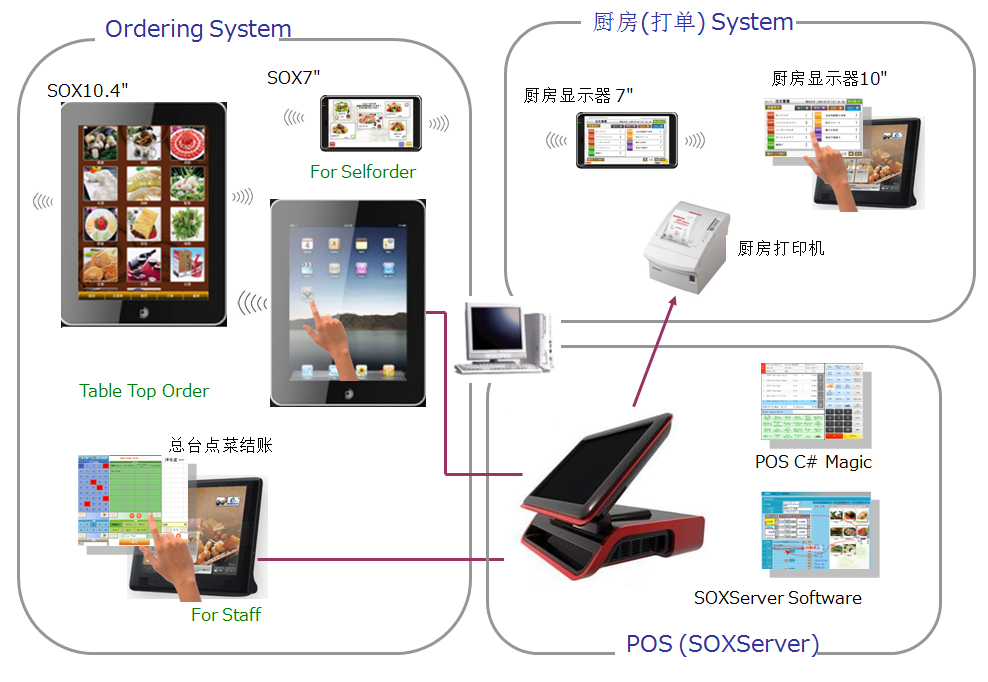 Ordering System
SOX10.4"
SOX7"
For Selforder
Table Top Order
总台点菜结账
For Staff
厨房(打单) System
厨房显示器 7"
厨房显示器10"
厨房打印机
POS C# Magic
SOXServer Software
POS (SOXServer)